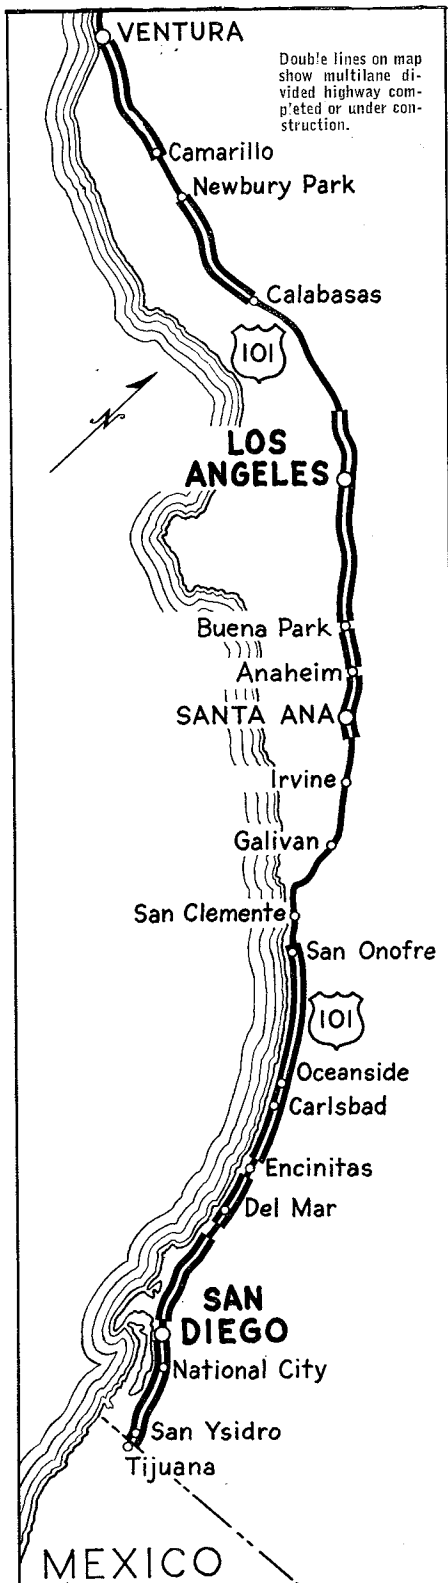 VENTURA
Double lines on map
show multilane di-
vided highway com-
pleted or under con-
struction.
Camarillo
Newbury Park
Calabasas
101
N
LOS
ANGELES
Buena Park
Anaheim
SANTA ANA
Irvine
Galivan
San Clemente
San Onofre
101
Oceanside
Carlsbad
Encinitas
Del Mar
SAN
DIEGO
National City
San Ysidro
Tijuana
MEXICO